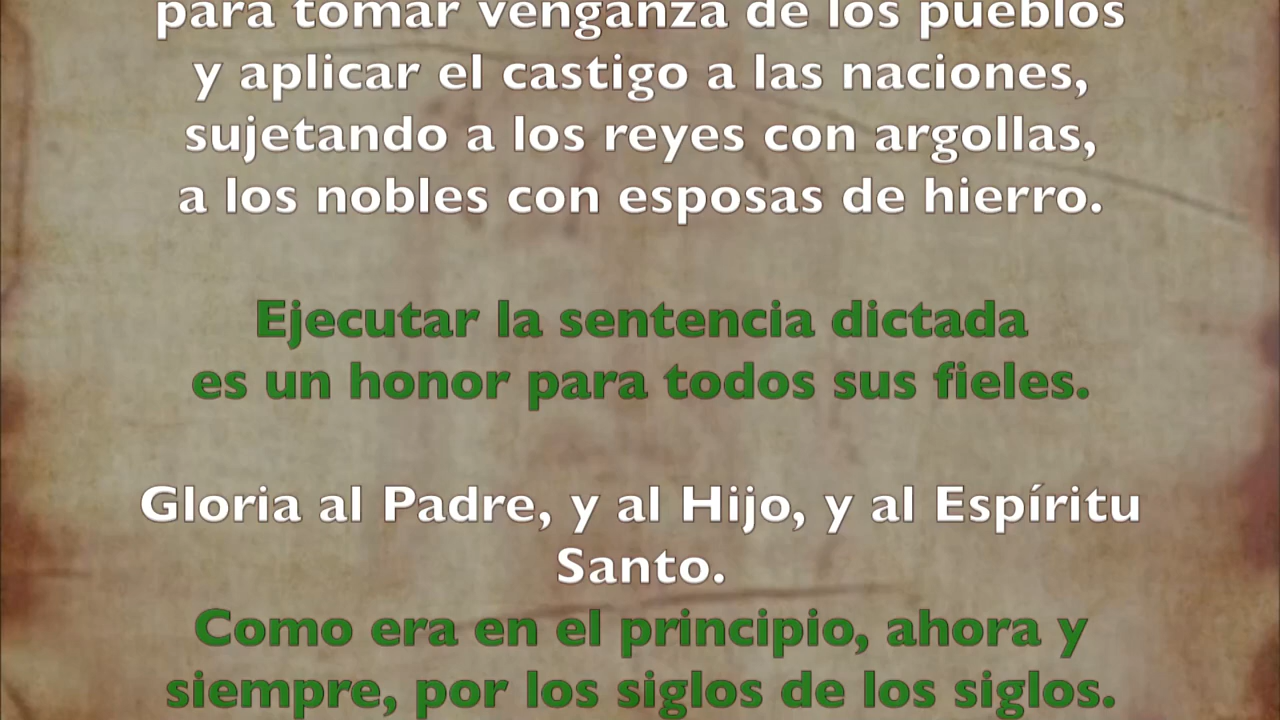 para tomar venganza de los pueblos
y aplicar el castigo a las naciones,
sujetando a los reyes con argollas,
a los nobles con esposas de hierro.
Ejecutar la sentencia dictada
es un honor para todos sus fieles.
Gloria al Padre, y al Hijo, y al Espíritu
Santo.
Como era en el principio, ahora y
siempre, por los siglos de los siglos.